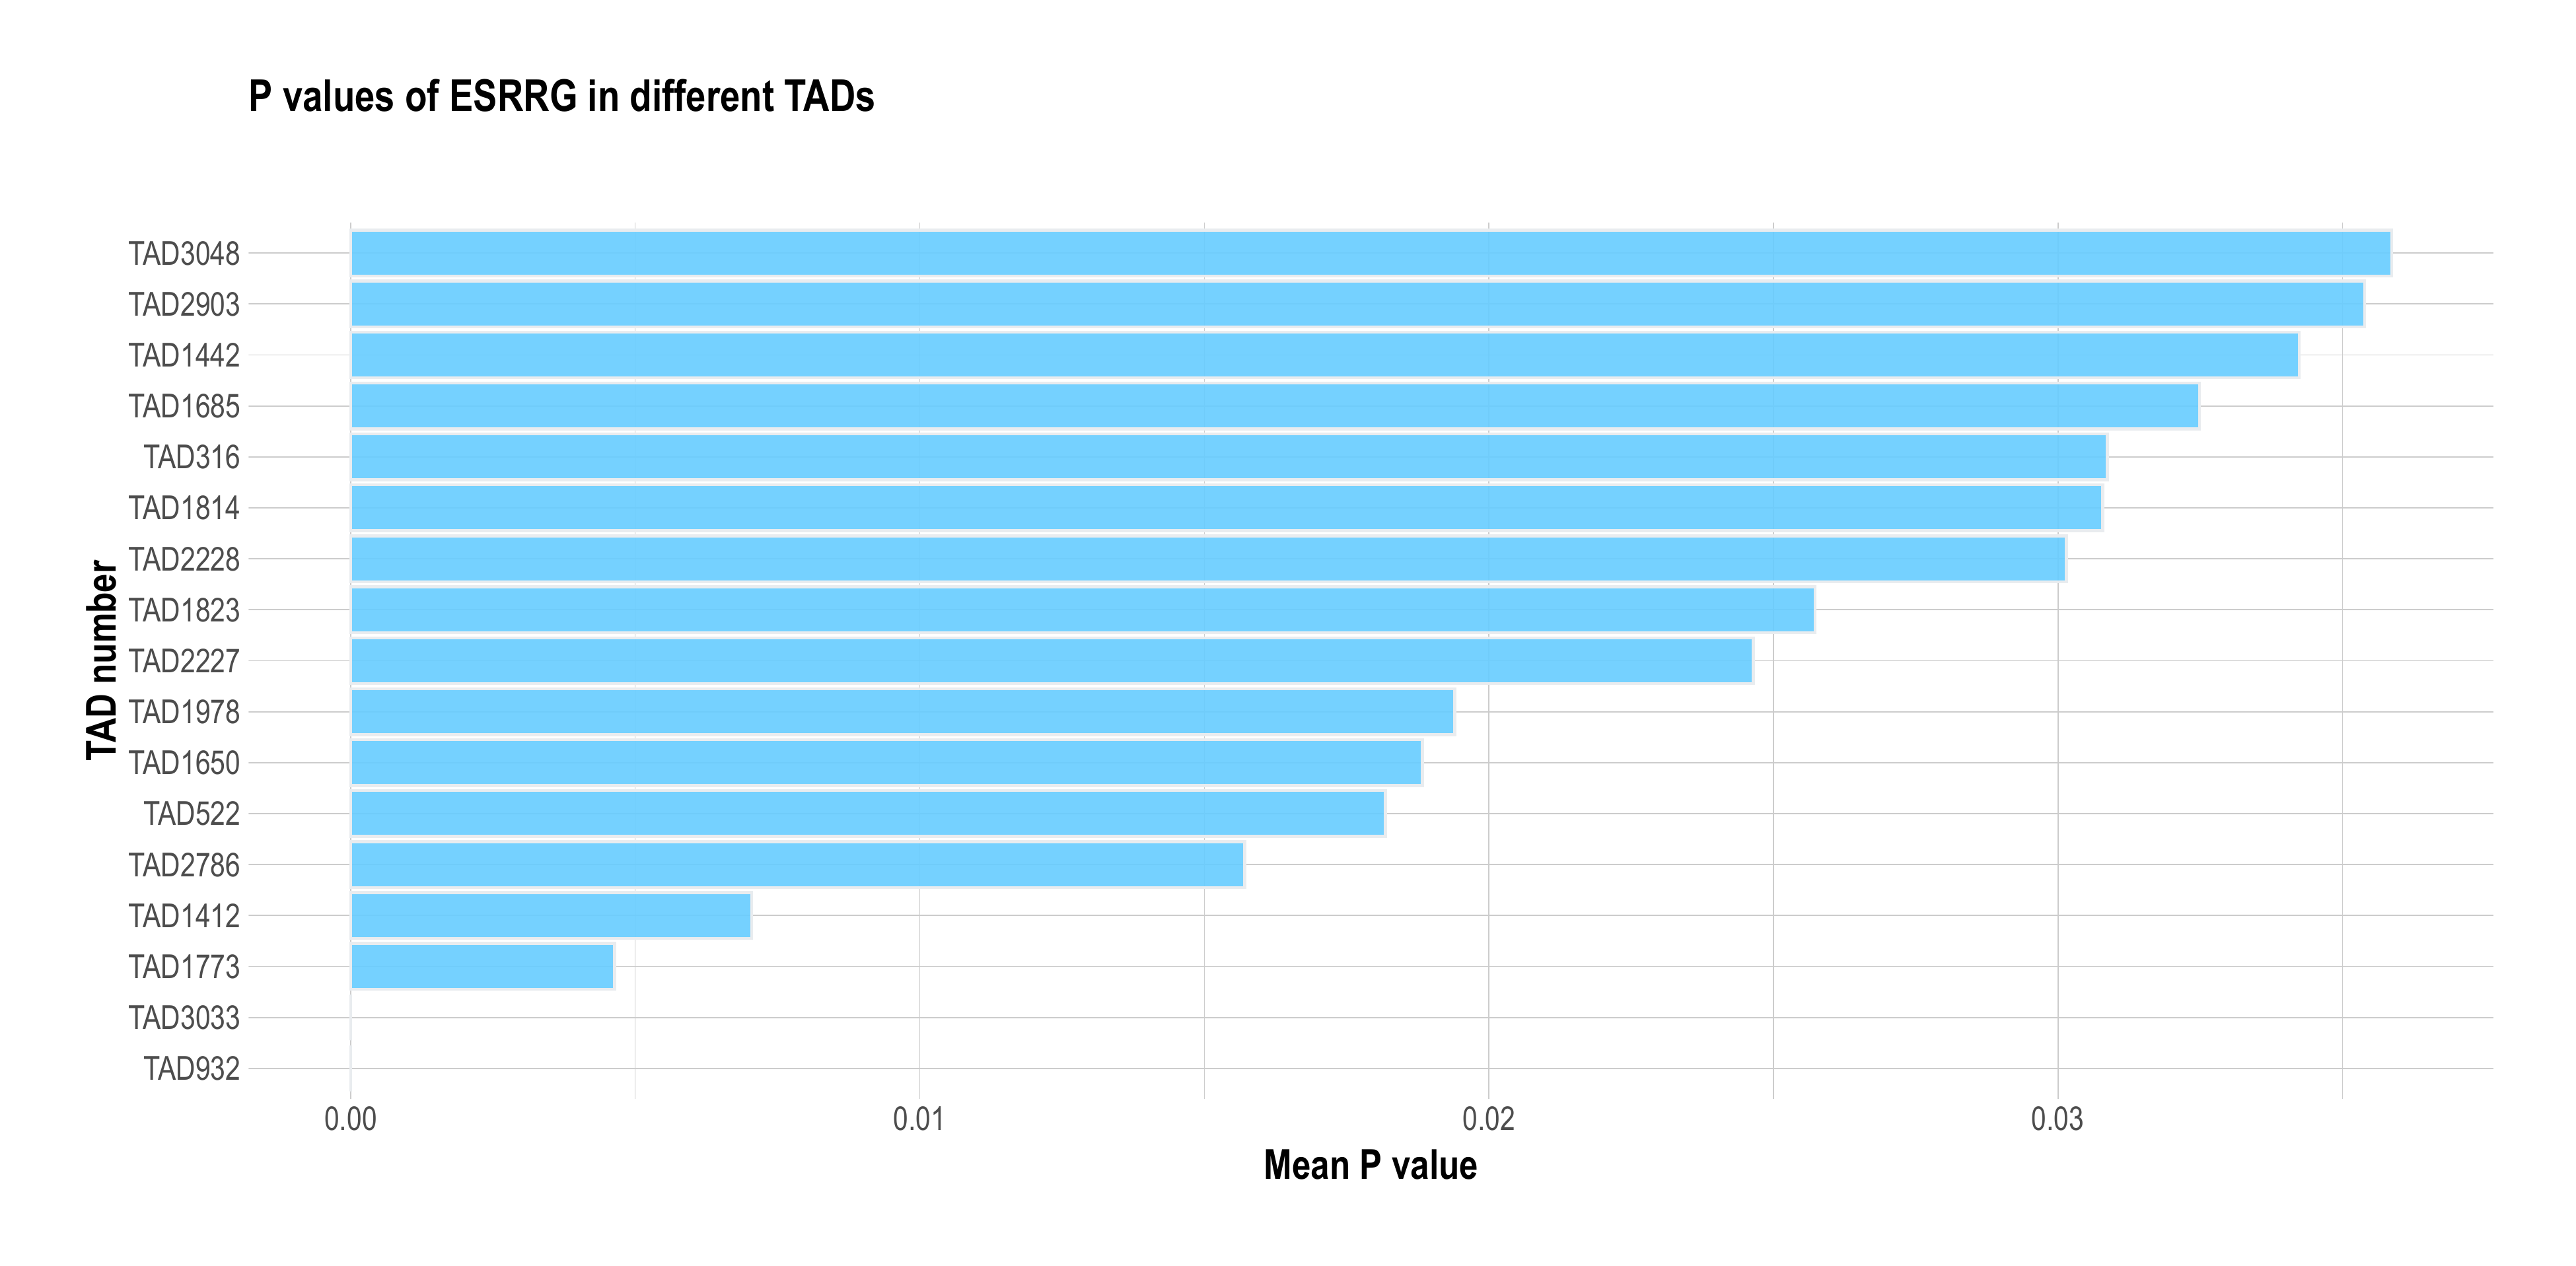 P values of ESRRG in different TADs
TAD number
TAD3048
TAD2903
TAD1442
TAD1685
TAD316
TAD1814
TAD2228
TAD1823
TAD2227
TAD1978
TAD1650
TAD522
TAD2786
TAD1412
TAD1773
TAD3033
TAD932
0.00 0.01 0.02 0.03
Mean P value